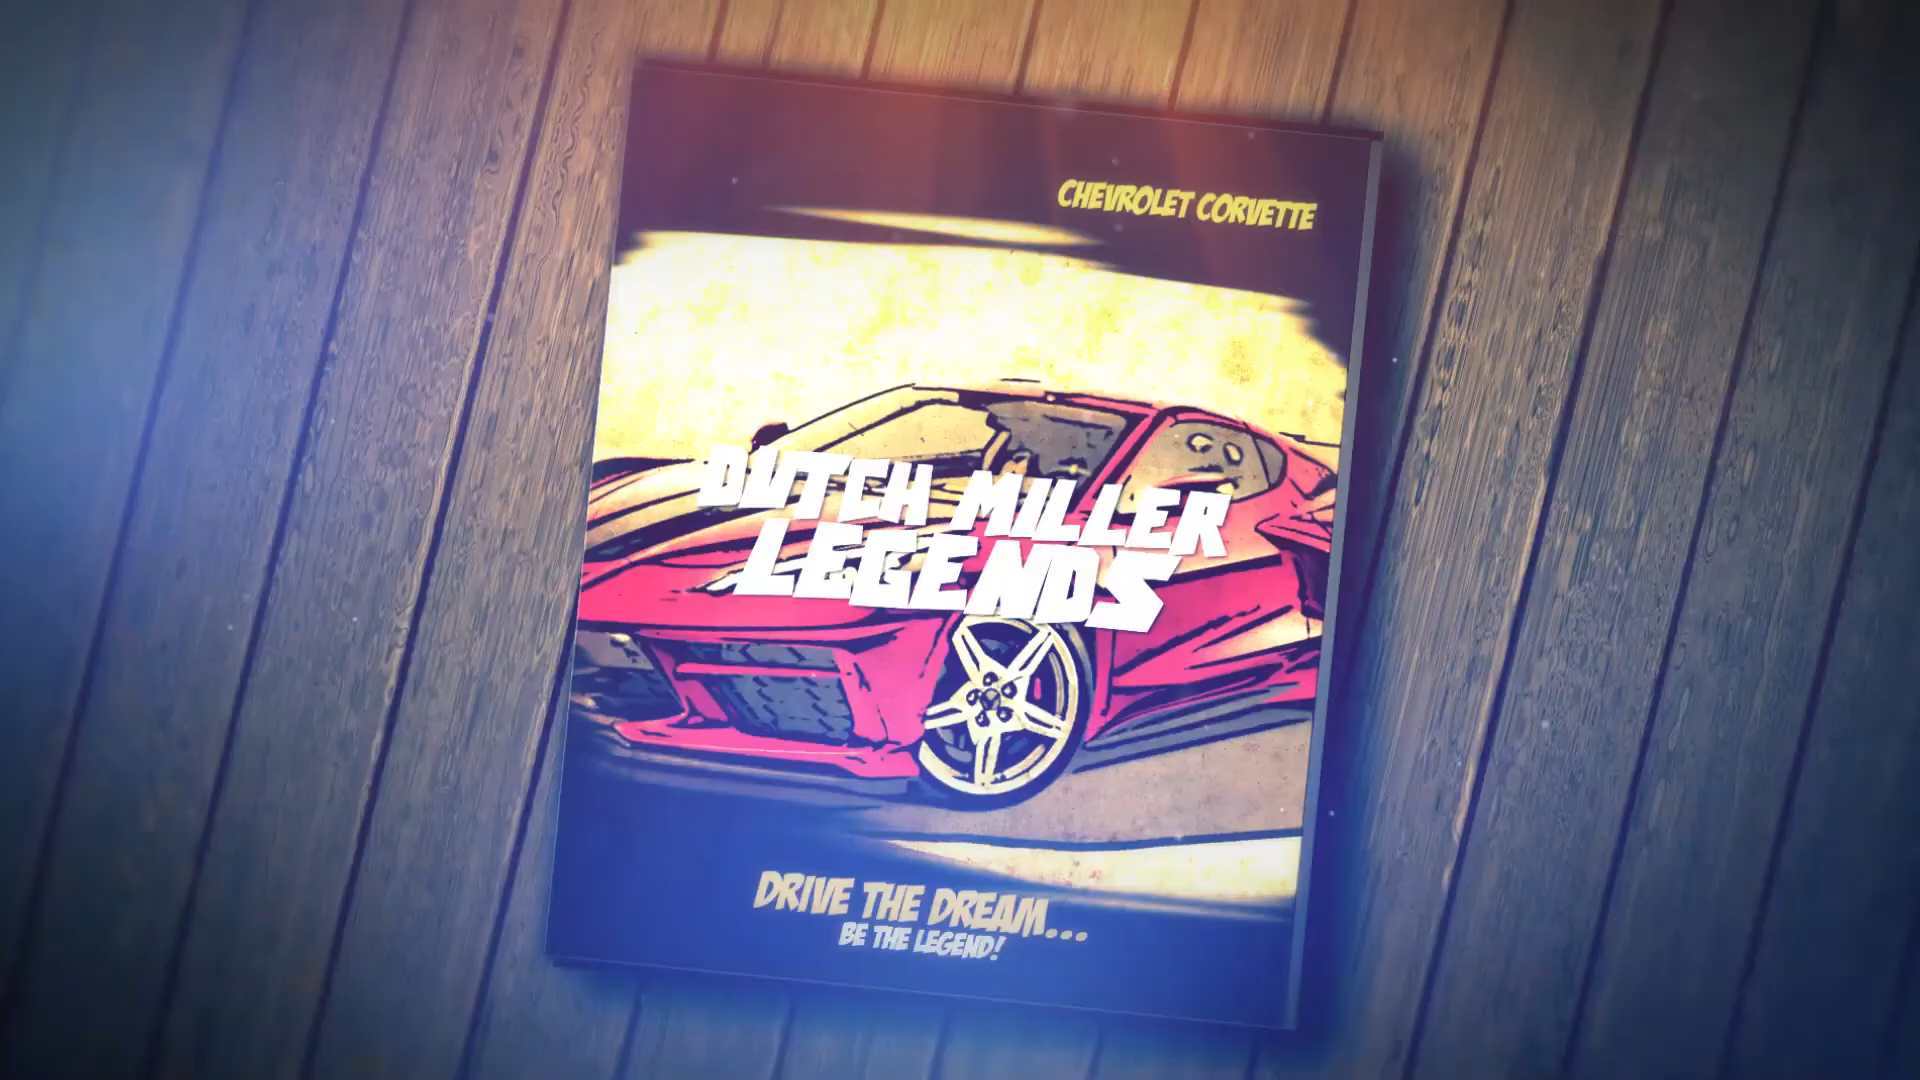 CHEVROLET CORVETTE
DUTCH MILLER
LEGENDS
DRIVE THE DREAM...
BE THE LEGEND!